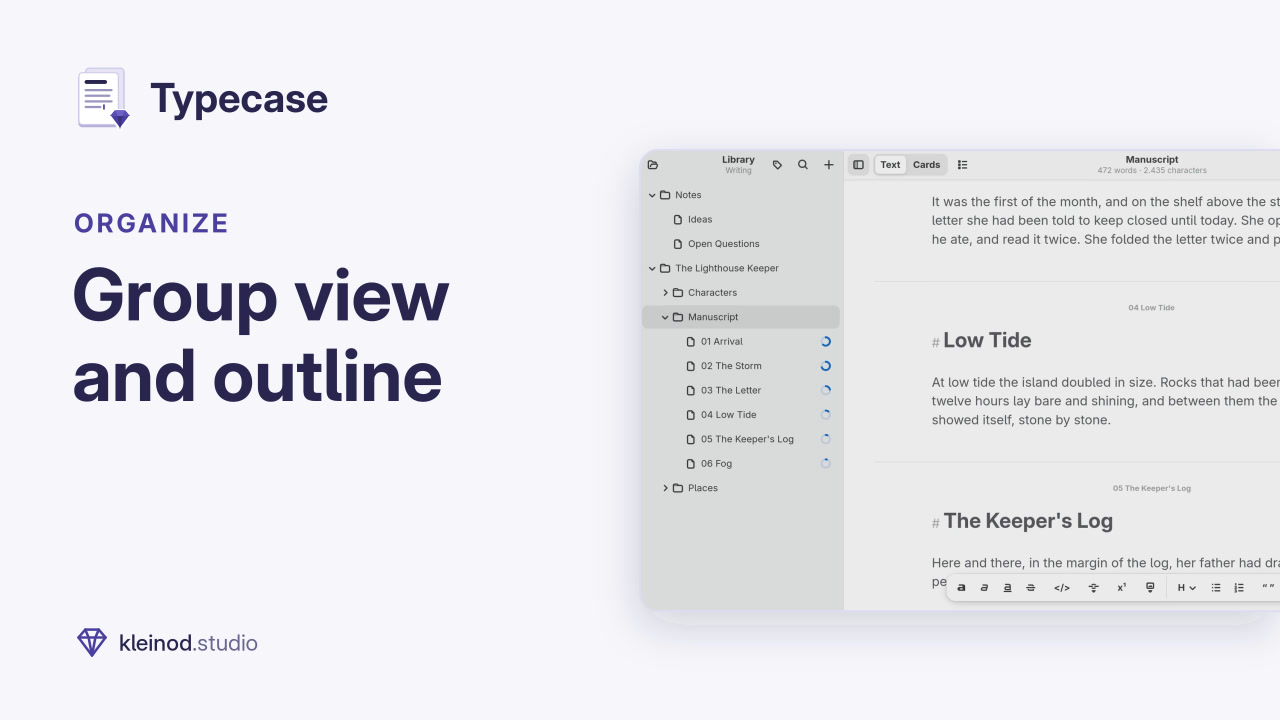 Typecase
ORGANIZE
Group view
and outline
kleinod.studio
Library
Writing
Notes
Ideas
Open Questions
The Lighthouse Keeper
Characters
Manuscript
01 Arrival
02 The Storm
03 The Letter
04 Low Tide
05 The Keeper's Log
06 Fog
Places
Text Cards
Manuscript
472 words · 2.435 characters
It was the first of the month, and on the shelf above the
letter she had been told to keep closed until today. She
he ate, and read it twice. She folded the letter twice and
04 Low Tide
# Low Tide
At low tide the island doubled in size. Rocks that had been
twelve hours lay bare and shining, and between them the
showed itself, stone by stone.
05 The Keeper's Log
# The Keeper's Log
Here and there, in the margin of the log, her father had
a a a S </> x¹ H “ ”